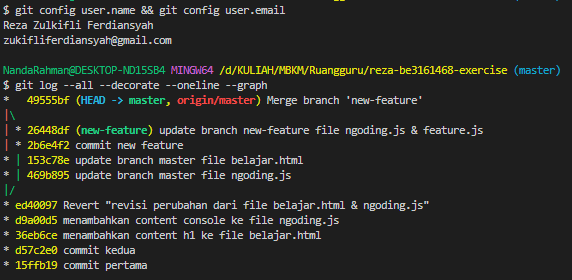 $ git config user.name && git config user.email
Reza Zulkifli Ferdiansyah
zukifliferdiansyah@gmail.com
NandaRahman@DESKTOP-ND15SB4 MINGW64 /d/KULIAH/MBKM/Ruangguru/reza-be3161468-exercise (master)
$ git log --all --decorate --oneline --graph
*   49555bf (HEAD -> master, origin/master) Merge branch 'new-feature'
|\
| * 26448df (new-feature) update branch new-feature file ngoding.js & feature.js
| * 2b6e4f2 commit new feature
* | 153c78e update branch master file belajar.html
* | 469b895 update branch master file ngoding.js
|/
* ed40097 Revert "revisi perubahan dari file belajar.html & ngoding.js"
* d9a00d5 menambahkan content console ke file ngoding.js
* 36eb6ce menambahkan content h1 ke file belajar.html
* d57c2e0 commit kedua
* 15ffb19 commit pertama